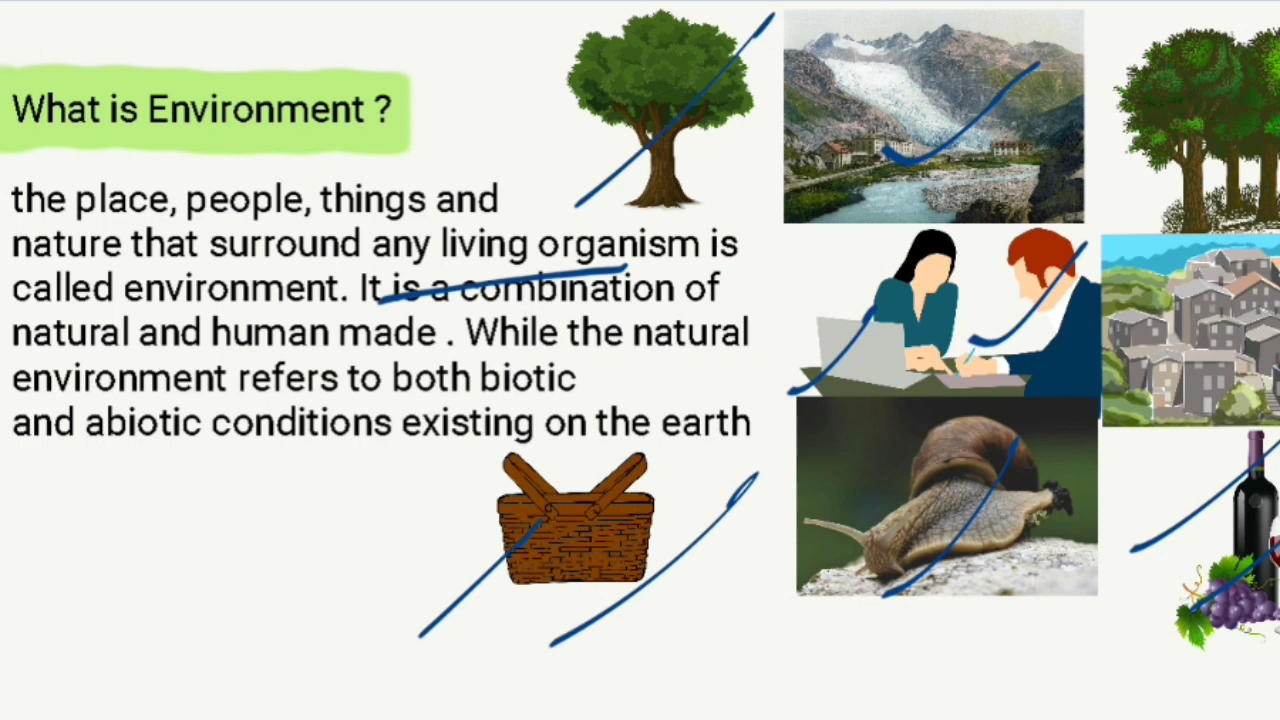 What is Environment ?
the place, people, things and
nature that surround any living organism is
called environment. It is a combination of
natural and human made . While the natural
environment refers to both biotic
and abiotic conditions existing on the earth